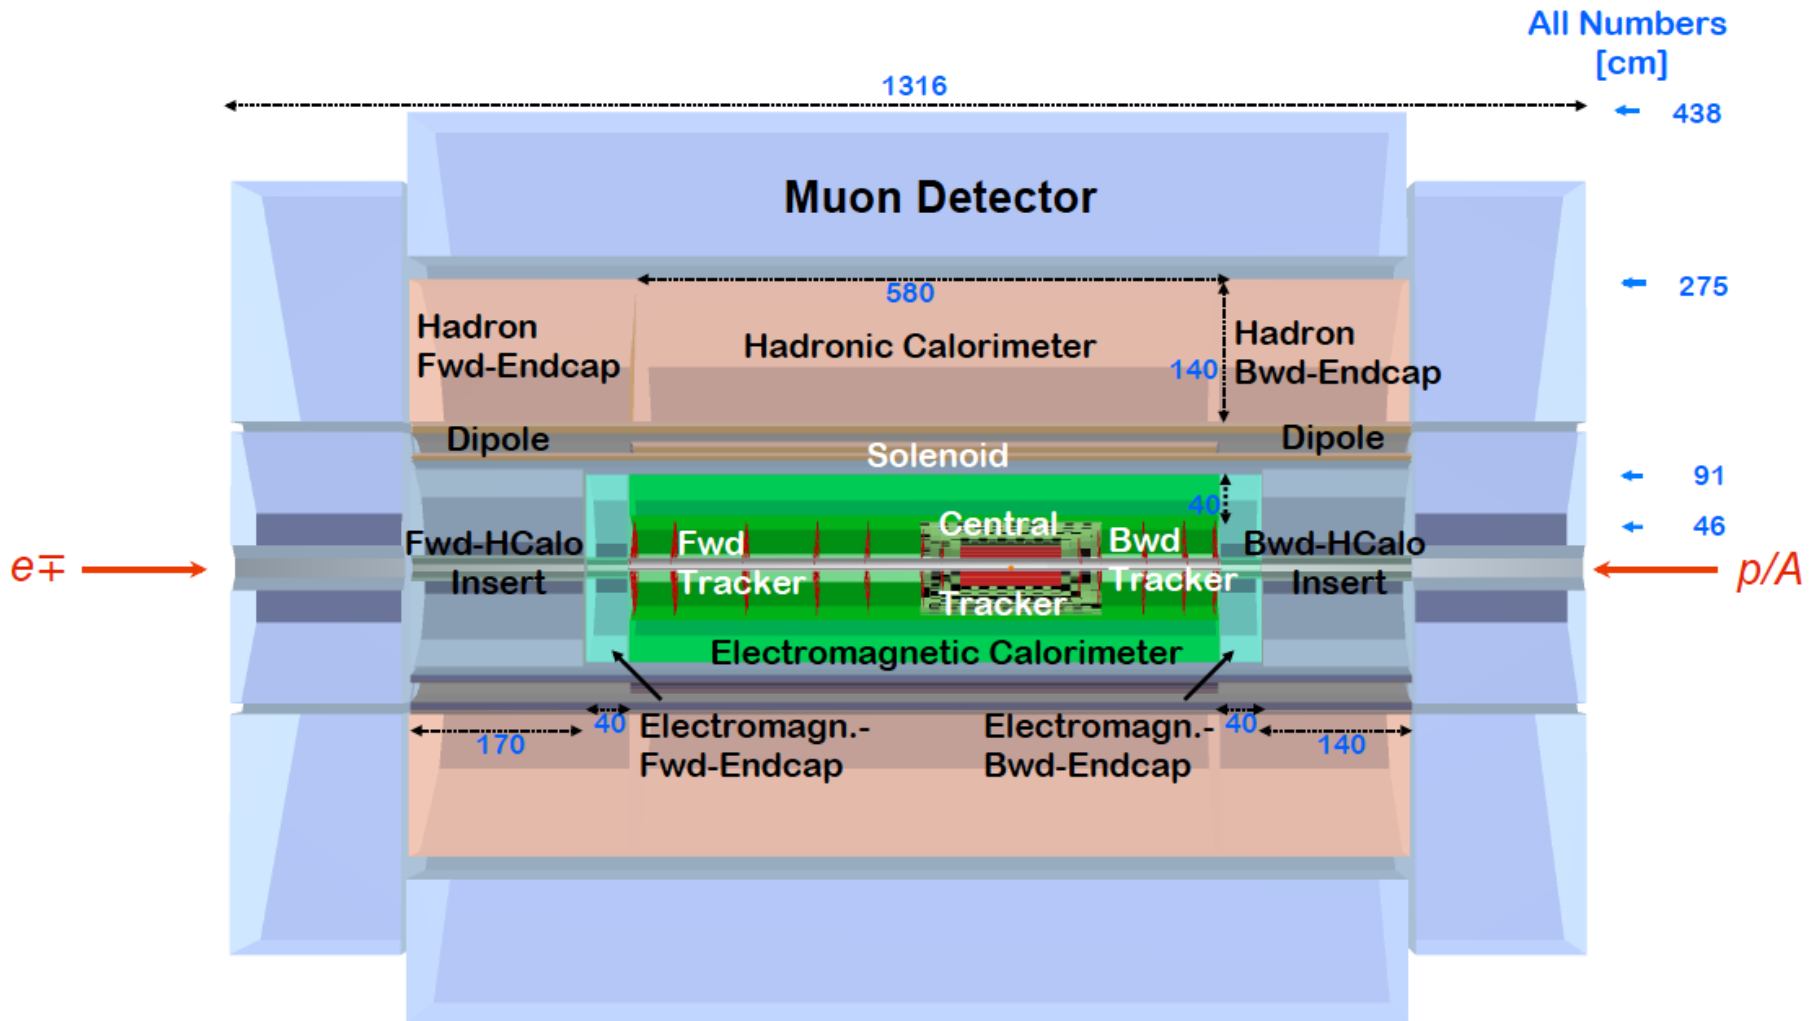 All Numbers
[cm]
1316
438
Muon Detector
275
580
Hadron
Fwd-Endcap
Hadronic Calorimeter
Hadron
Bwd-Endcap
140
Dipole
Solenoid
Dipole
91
40
46
Fwd-HCalo
Insert
Fwd
Tracker
Central
Tracker
Bwd
Tracker
Bwd-HCalo
Insert
e∓
p/A
Electromagnetic Calorimeter
170
40
Electromagn.-
Fwd-Endcap
Electromagn.-
Bwd-Endcap
40
140